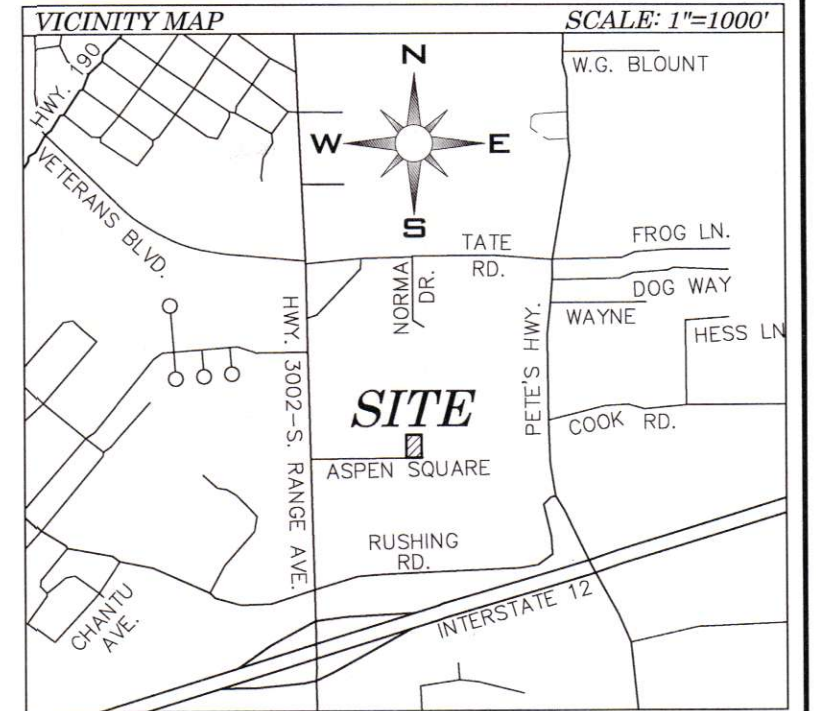 VICINITY MAP
SCALE: 1"=1000'
HWY. 190
W.G. BLOUNT
N
W
E
S
VETERANS BLVD.
TATE
RD.
FROG LN.
NORMA
DR.
DOG WAY
WAYNE
HESS LN
HWY. 3002-S. RANGE AVE.
PETE'S HWY.
SITE
COOK RD.
ASPEN SQUARE
RUSHING
RD.
CHANTU
AVE.
INTERSTATE 12